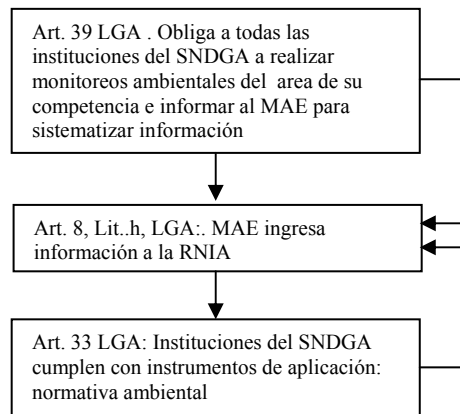 Art. 39 LGA . Obliga a todas las
instituciones del SNDGA a realizar
monitoreos ambientales del  area de su
competencia e informar al MAE para
sistematizar información
Art. 8, Lit..h, LGA:. MAE ingresa
información a la RNIA
Art. 33 LGA: Instituciones del SNDGA
cumplen con instrumentos de aplicación:
normativa ambiental